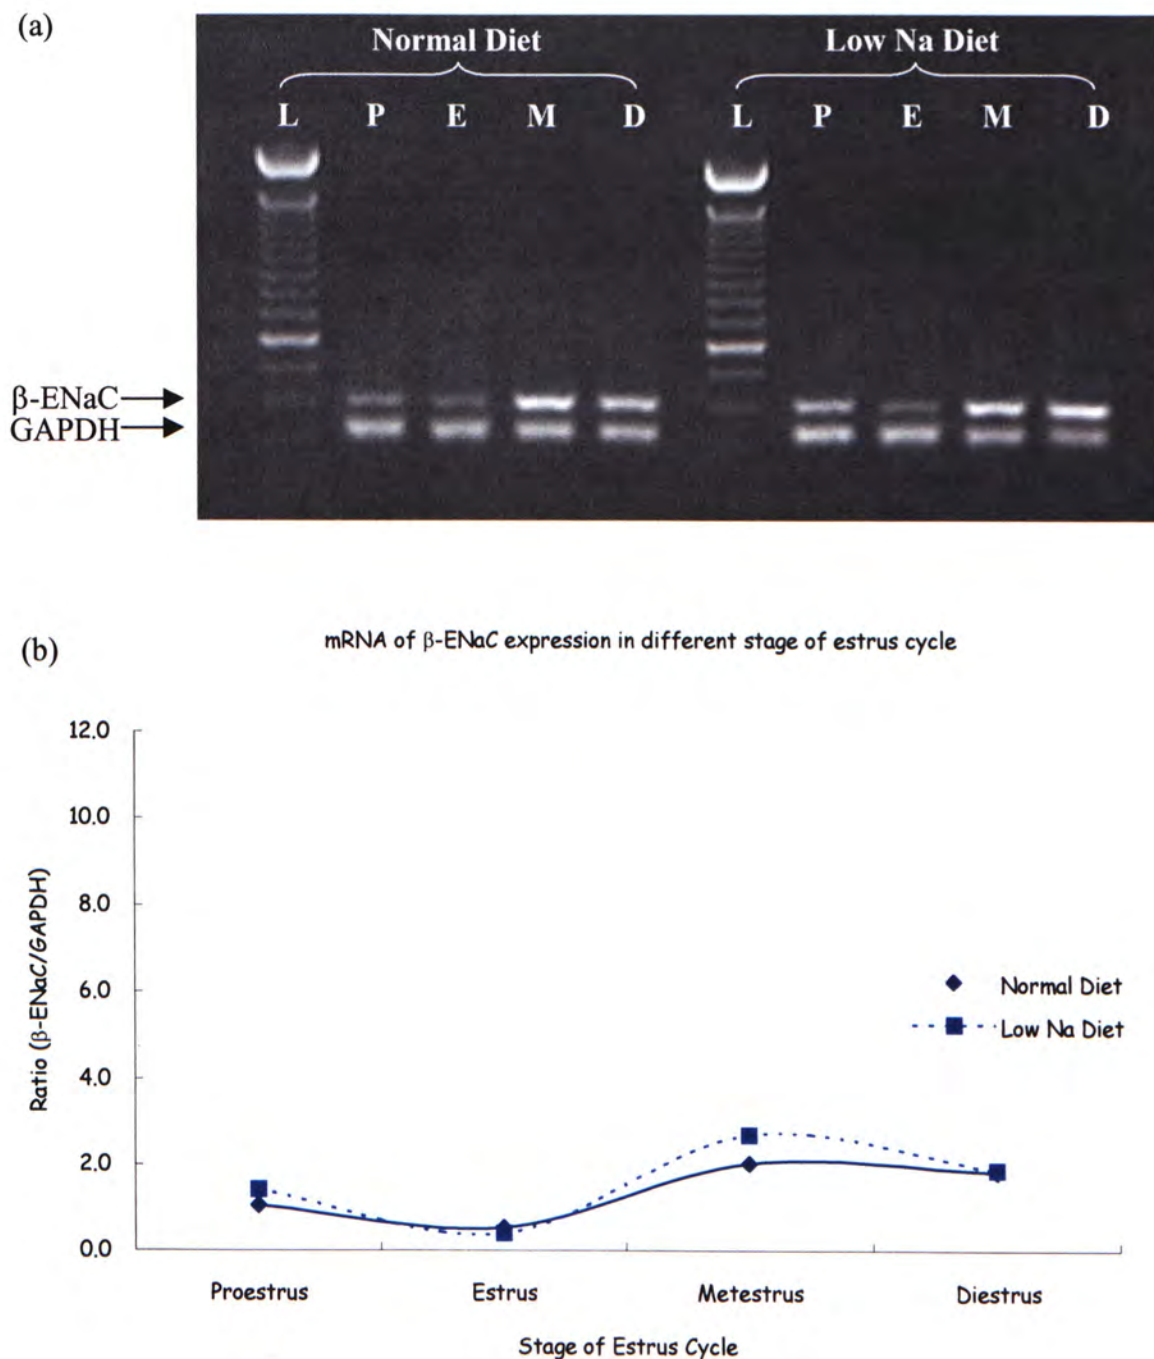 (a)
Normal Diet Low Na Diet
L P E M D L P E M D
β-ENaC
GAPDH
(b)
mRNA of β-ENaC expression in different stage of estrus cycle
12.0
10.0
8.0
6.0
4.0
2.0
0.0
Ratio (β-ENaC/GAPDH)
Normal Diet
Low Na Diet
Proestrus Estrus Metestrus Diestrus
Stage of Estrus Cycle